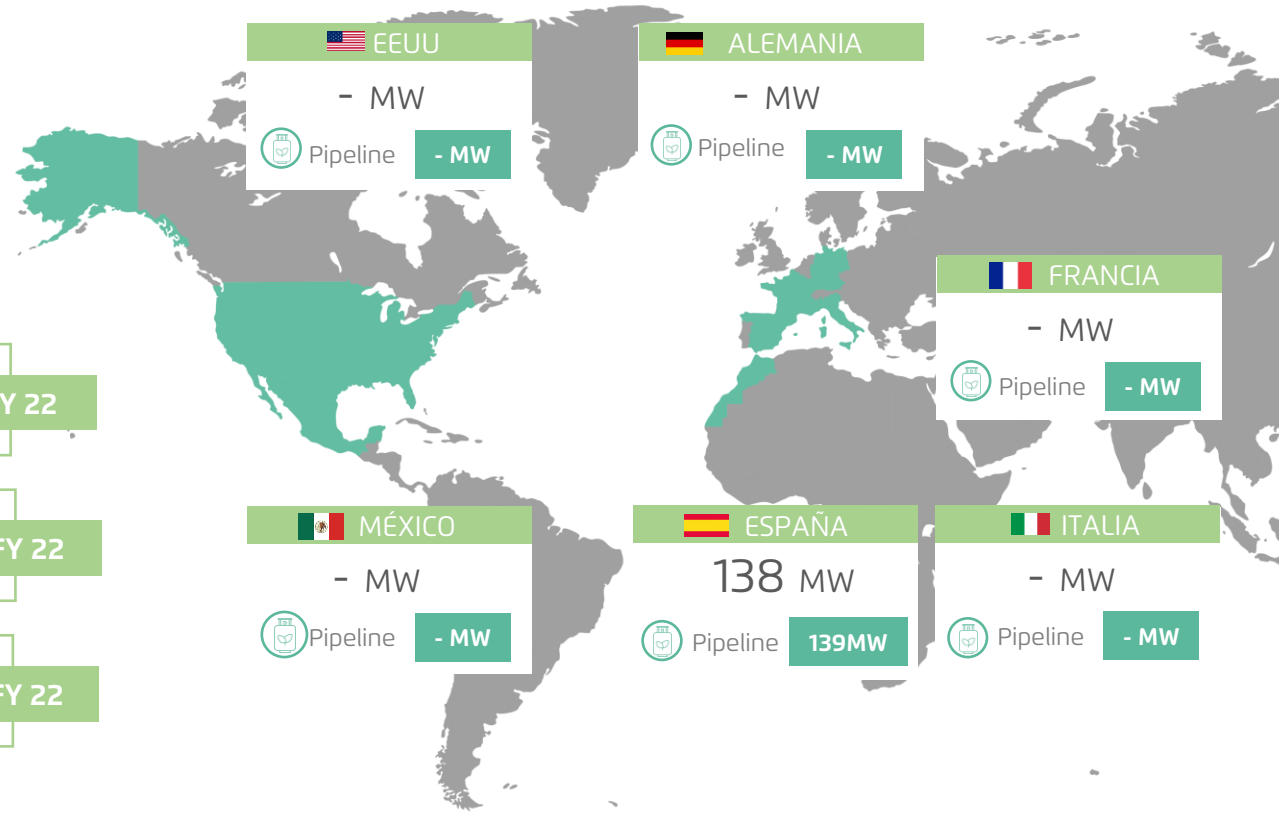 EEUU
- MW
Pipeline
- MW
ALEMANIA
- MW
Pipeline
- MW
FRANCIA
- MW
Pipeline
- MW
Y 22
FY 22
FY 22
MÉXICO
- MW
Pipeline
- MW
ESPAÑA
138 MW
Pipeline
139MW
ITALIA
- MW
Pipeline
- MW